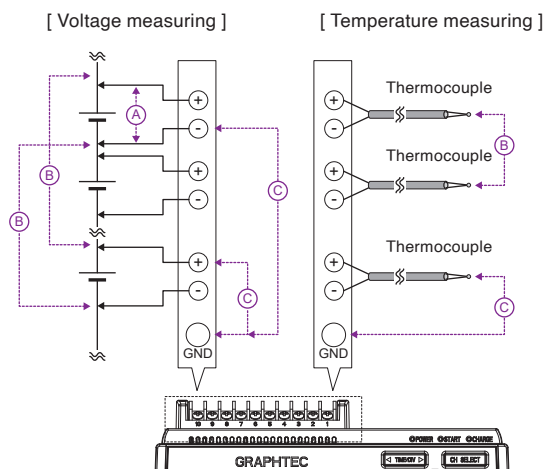 [ Voltage measuring ]
[ Temperature measuring ]
Thermocouple
A
+
+
-
C
B
Thermocouple
-
+
+
B
B
-
-
Thermocouple
+
+
C
C
-
-
GND
GND
10 9 8 7 6 5 4 3 2 1
POWER START CHARGE
GRAPHTEC
TIME/DIV
CH SELECT